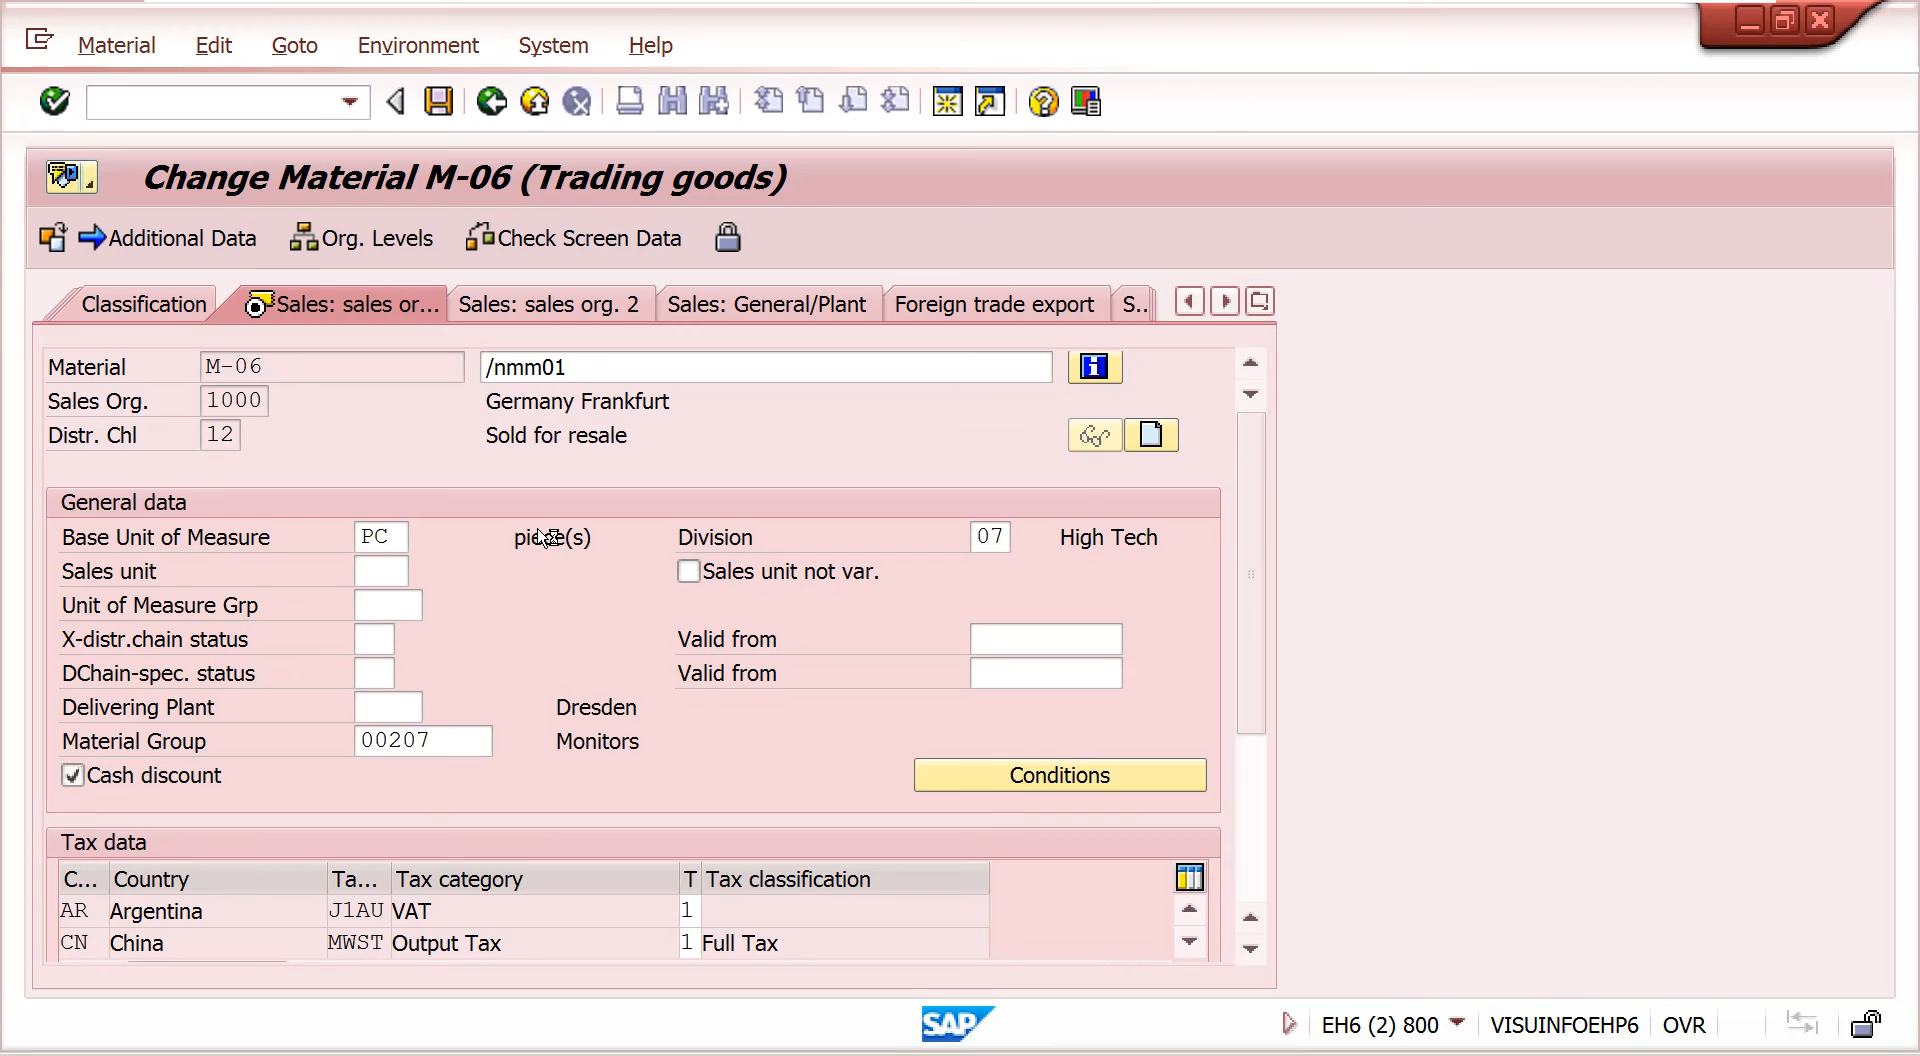 Material Edit Goto Environment System Help
Change Material M-06 (Trading goods)
Additional Data Org. Levels Check Screen Data
Classification Sales: sales or... Sales: sales org. 2 Sales: General/Plant Foreign trade export S..
Material M-06 /nmm01
Sales Org. 1000 Germany Frankfurt
Distr. Chl 12 Sold for resale
General data
Base Unit of Measure PC piece(s) Division 07 High Tech
Sales unit Sales unit not var.
Unit of Measure Grp
X-distr.chain status Valid from
DChain-spec. status Valid from
Delivering Plant Dresden
Material Group 00207 Monitors
Cash discount Conditions
Tax data
C... Country Ta... Tax category T Tax classification
AR Argentina J1AU VAT 1
CN China MWST Output Tax 1 Full Tax
SAP EH6 (2) 800 VISUINFOEHP6 OVR